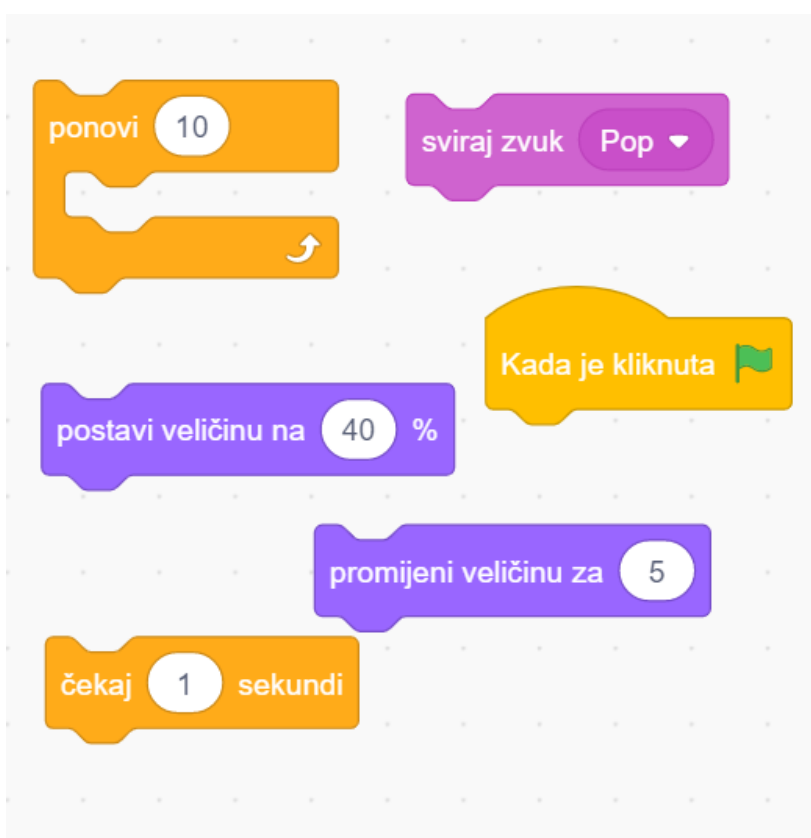 ponovi 10
sviraj zvuk Pop
Kada je kliknuta
postavi veličinu na 40 %
promijeni veličinu za 5
čekaj 1 sekundi